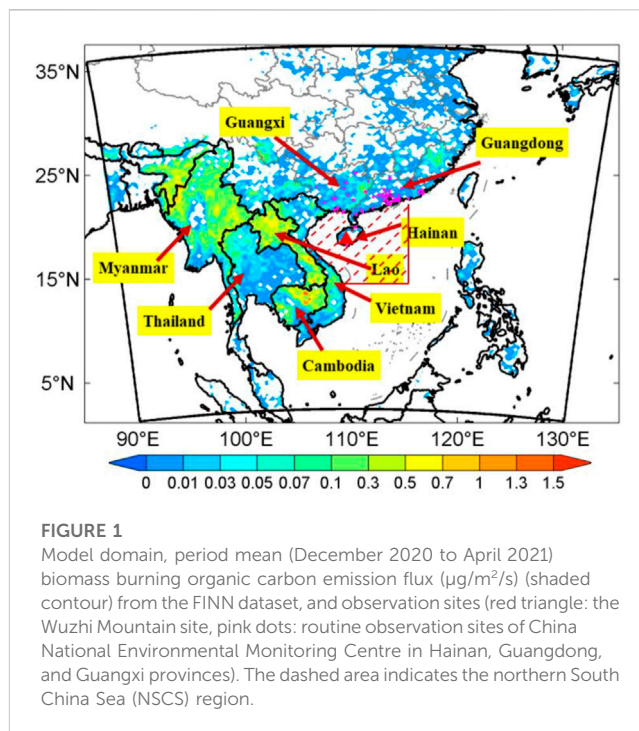 35°N
Guangxi
Guangdong
25°N
Hainan
Myanmar
Lao
15°N
Vietnam
Thailand
Cambodia
5°N
90°E 100°E 110°E 120°E 130°E
0 0.01 0.03 0.05 0.07 0.1 0.3 0.5 0.7 1 1.3 1.5
FIGURE 1
Model domain, period mean (December 2020 to April 2021)
biomass burning organic carbon emission flux (μg/m²/s) (shaded
contour) from the FINN dataset, and observation sites (red triangle: the
Wuzhi Mountain site, pink dots: routine observation sites of China
National Environmental Monitoring Centre in Hainan, Guangdong,
and Guangxi provinces). The dashed area indicates the northern South
China Sea (NSCS) region.